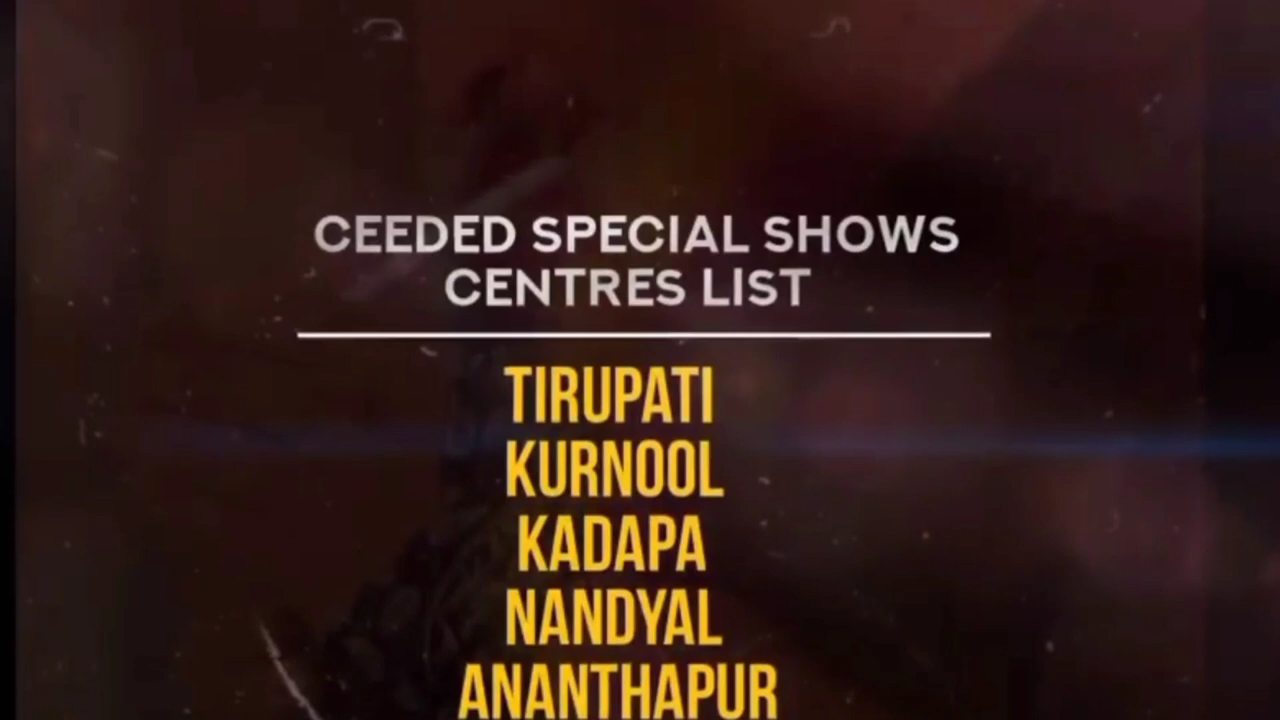 CEEDED SPECIAL SHOWS
CENTRES LIST
TIRUPATI
KURNOOL
KADAPA
NANDYAL
ANANTHAPUR